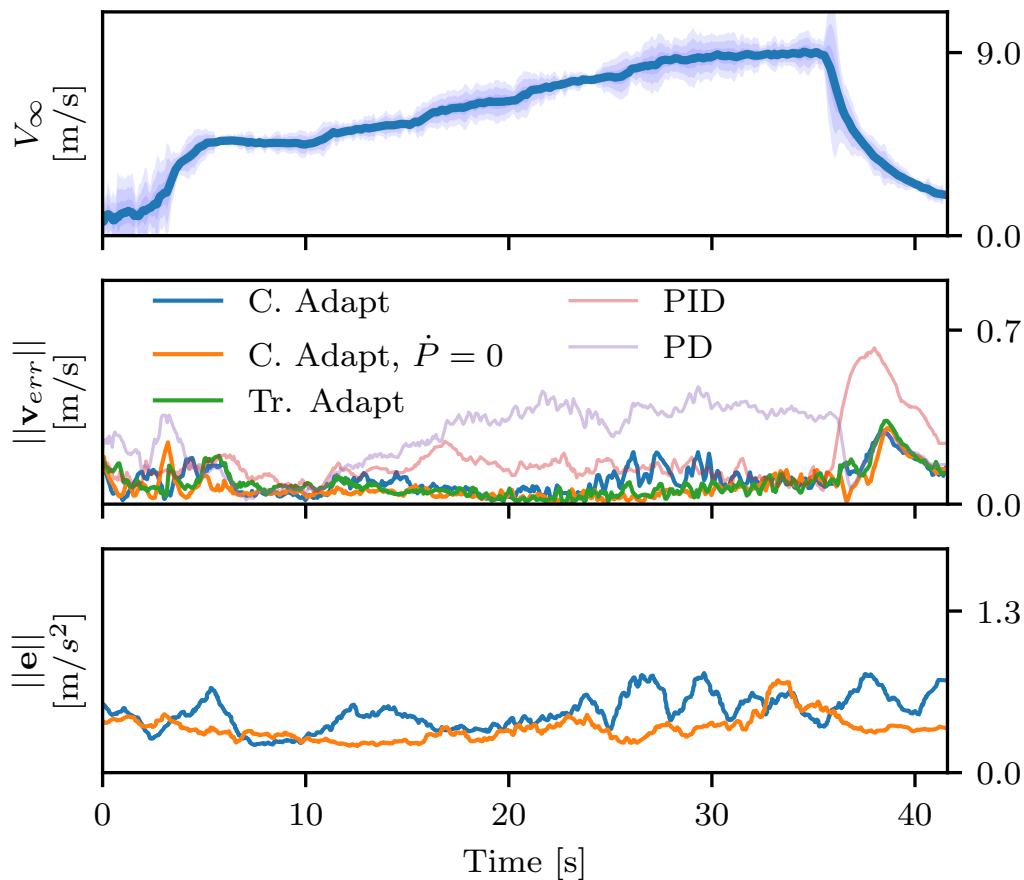 V∞
[m/s]
9.0
0.0
||v_err||
[m/s]
C. Adapt
C. Adapt, Ṗ = 0
Tr. Adapt
PID
PD
0.7
0.0
||e||
[m/s²]
1.3
0.0
0 10 20 30 40
Time [s]